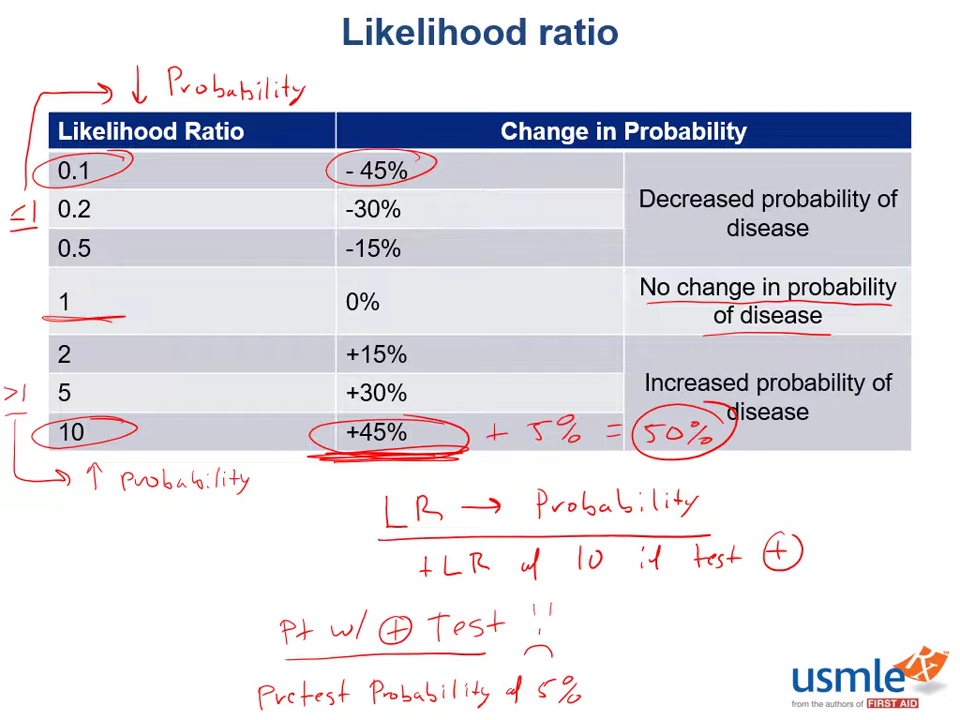 Likelihood ratio
↓ Probability
Likelihood Ratio Change in Probability
0.1 - 45%
0.2 -30%
0.5 -15%
Decreased probability of
disease
≤1
1 0%
No change in probability
of disease
2 +15%
5 +30%
10 +45% + 5% = 50%
Increased probability of
disease
>1
↑ Probability
LR → Probability
+LR of 10 if test +
Pt w/ + Test !!
Pretest Probability of 5%
usmle Rx
from the authors of FIRST AID